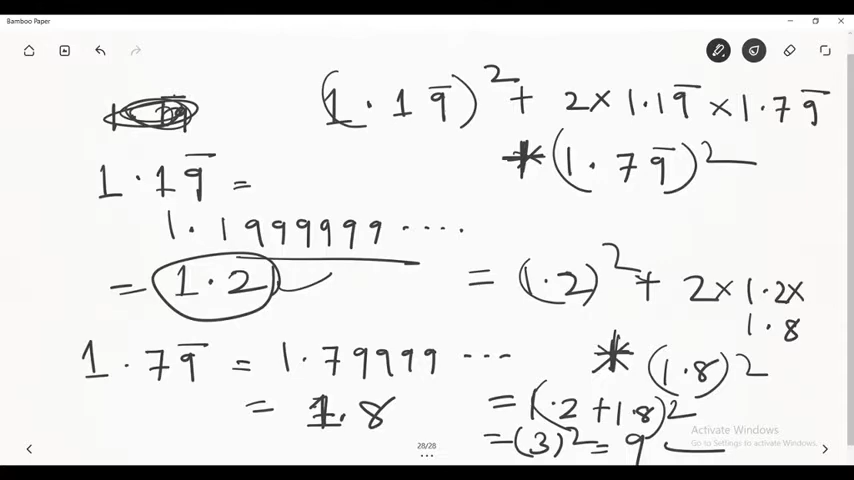 Bamboo Paper
(1.19̅)² + 2×1.19̅×1.79̅
+(1.79̅)²
1.19̅ =
1.1999999....
= 1.2
= (1.2)² + 2×1.2×
1.8
+ (1.8)²
1.79̅ = 1.79999 ...
= 1.8
= (1.2+1.8)²
= (3)² = 9
Activate Windows
Go to Settings to activate Windows.
28/28